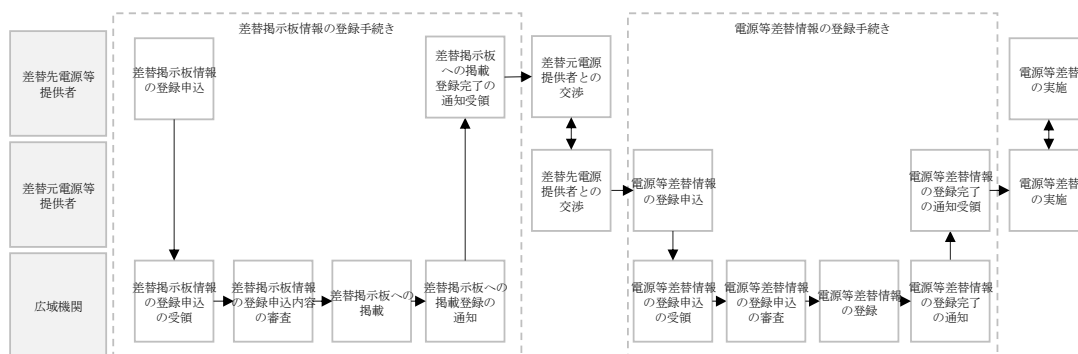 差替掲示板情報の登録手続き
電源等差替情報の登録手続き
差替先電源等
提供者
差替掲示板情報
の登録申込
差替掲示板
への掲載
登録完了の
通知受領
差替元電源
提供者との
交渉
電源等差替
の実施
差替元電源等
提供者
差替先電源
提供者との
交渉
電源等差替情報
の登録申込
電源等差替情報
の登録完了
の通知受領
電源等差替
の実施
広域機関
差替掲示板情報
の登録申込
の受領
差替掲示板情報
の登録申込内容
の審査
差替掲示板への
掲載
差替掲示板への
掲載登録の
通知
電源等差替情報
の登録申込
の受領
電源等差替情報
の登録申込
の審査
電源等差替情報
の登録
電源等差替情報
の登録完了
の通知